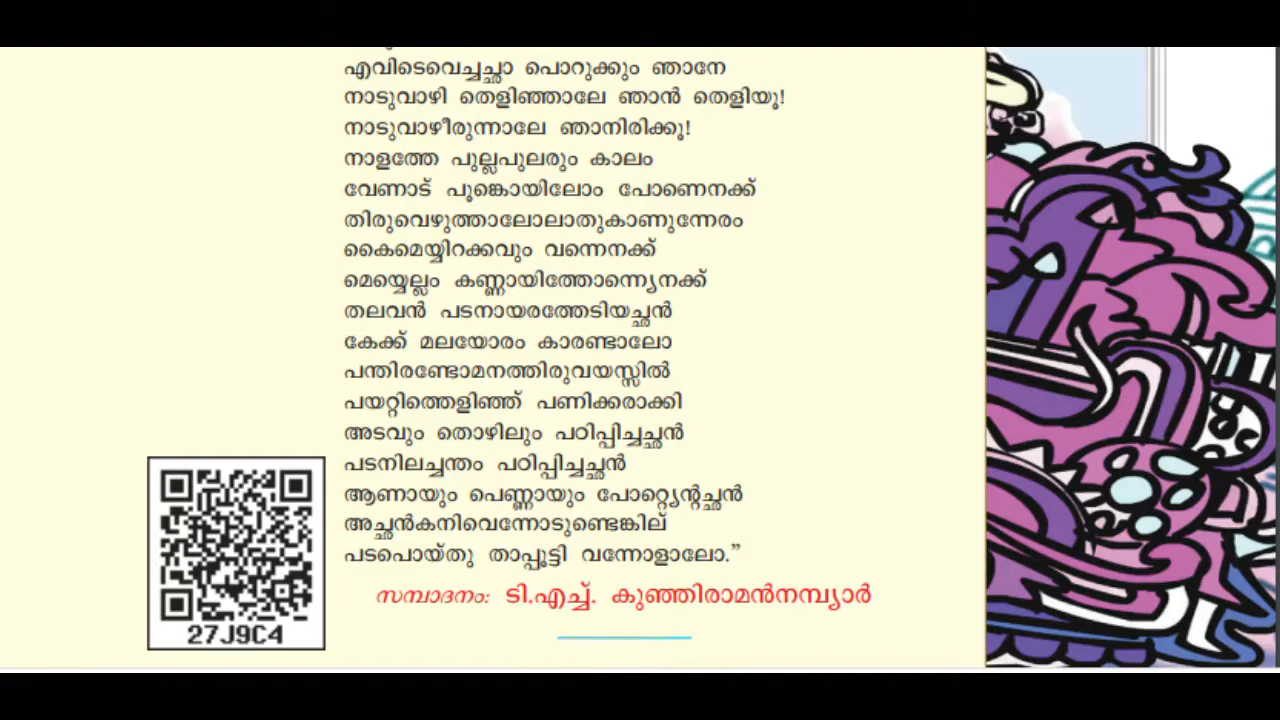 എവിടെവെച്ചച്ഛാ പൊറുക്കും ഞാനേ
നാടുവാഴി തെളിഞ്ഞാലേ ഞാൻ തെളിയൂ!
നാടുവാഴീരുന്നാലേ ഞാനിരിക്കൂ!
നാളത്തേ പുല്ലപുലരും കാലം
വേണാട് പൂങ്കൊയിലോം പോണെനക്ക്
തിരുവെഴുത്താലോലാതുകാണുന്നേരം
കൈമെയ്യിറക്കവും വന്നെനക്ക്
മെയ്യെല്ലം കണ്ണായിത്തോന്ന്യെനക്ക്
തലവൻ പടനായരത്തേടിയച്ഛൻ
കേക്ക് മലയോരം കാരണ്ടാലോ
പന്തിരണ്ടോമനത്തിരുവയസ്സിൽ
പയറ്റിത്തെളിഞ്ഞ് പണിക്കരാക്കി
അടവും തൊഴിലും പഠിപ്പിച്ചച്ഛൻ
പടനിലച്ചന്തം പഠിപ്പിച്ചച്ഛൻ
ആണായും പെണ്ണായും പോറ്റ്യെന്റച്ഛൻ
അച്ഛൻകനിവെന്നോടുണ്ടെങ്കില്
പടപൊയ്തു താപ്പൂട്ടി വന്നോളാലോ.”
സമ്പാദനം: ടി.എച്ച്. കുഞ്ഞിരാമൻനമ്പ്യാർ
27J9C4